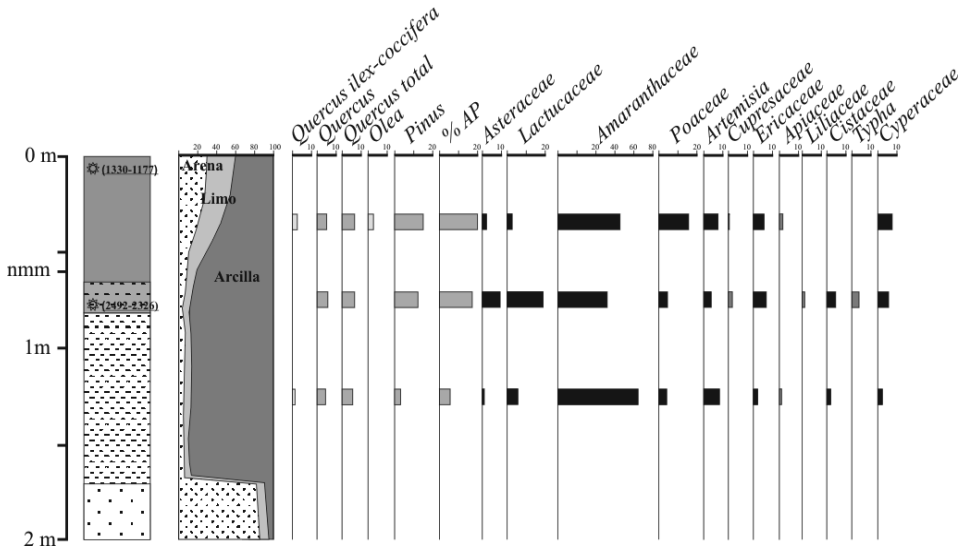 Quercus ilex-coccifera
Quercus
Quercus total
Olea
Pinus
% AP
Asteraceae
Lactucaceae
Amaranthaceae
Poaceae
Artemisia
Cupresaceae
Ericaceae
Apiaceae
Liliaceae
Cistaceae
Typha
Cyperaceae
20 40 60 80 100
10 10 10 10 20 20 10 20 20 40 60 80 20 10 10 10 10 10 10 10 10
0 m
Arena
(1330-1177)
Limo
nmm
Arcilla
(2492-2326)
1m
2 m